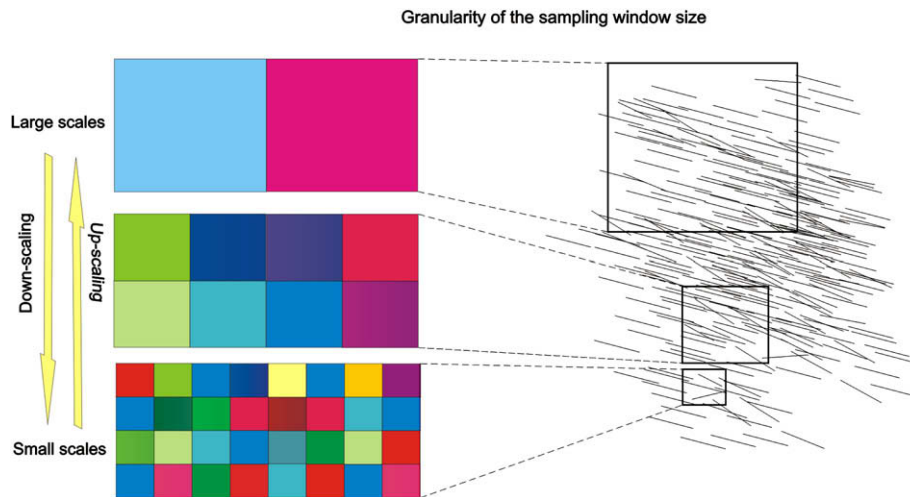 Granularity of the sampling window size
Large scales
Down-scaling
Up-scaling
Small scales